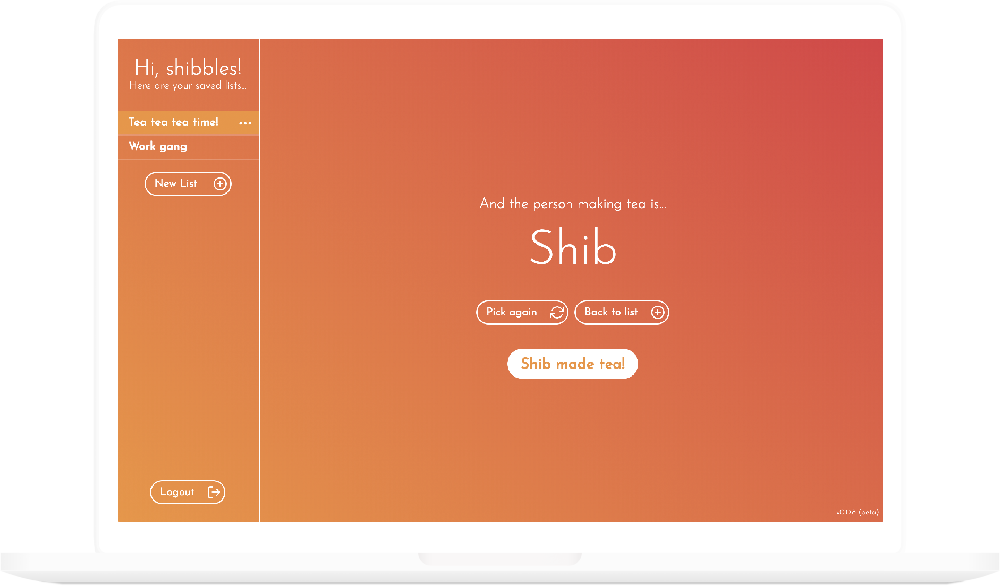 Hi, shibbles!
Here are your saved lists...
Tea tea tea time!
Work gang
New List
And the person making tea is...
Shib
Pick again
Back to list
Shib made tea!
Logout
(beta)